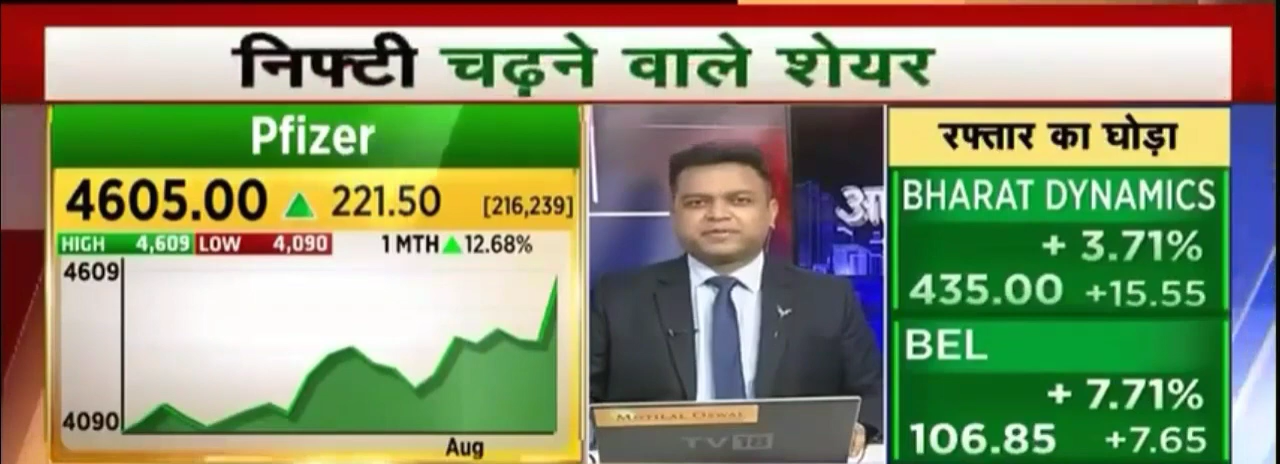 निफ्टी चढ़ने वाले शेयर
Pfizer
4605.00 ▲ 221.50 [216,239]
HIGH 4,609 LOW 4,090 1 MTH ▲ 12.68%
4609
4090
Aug
आ
MOTILAL OSWAL
TV18
रफ्तार का घोड़ा
BHARAT DYNAMICS
+ 3.71%
435.00 +15.55
BEL
+ 7.71%
106.85 +7.65